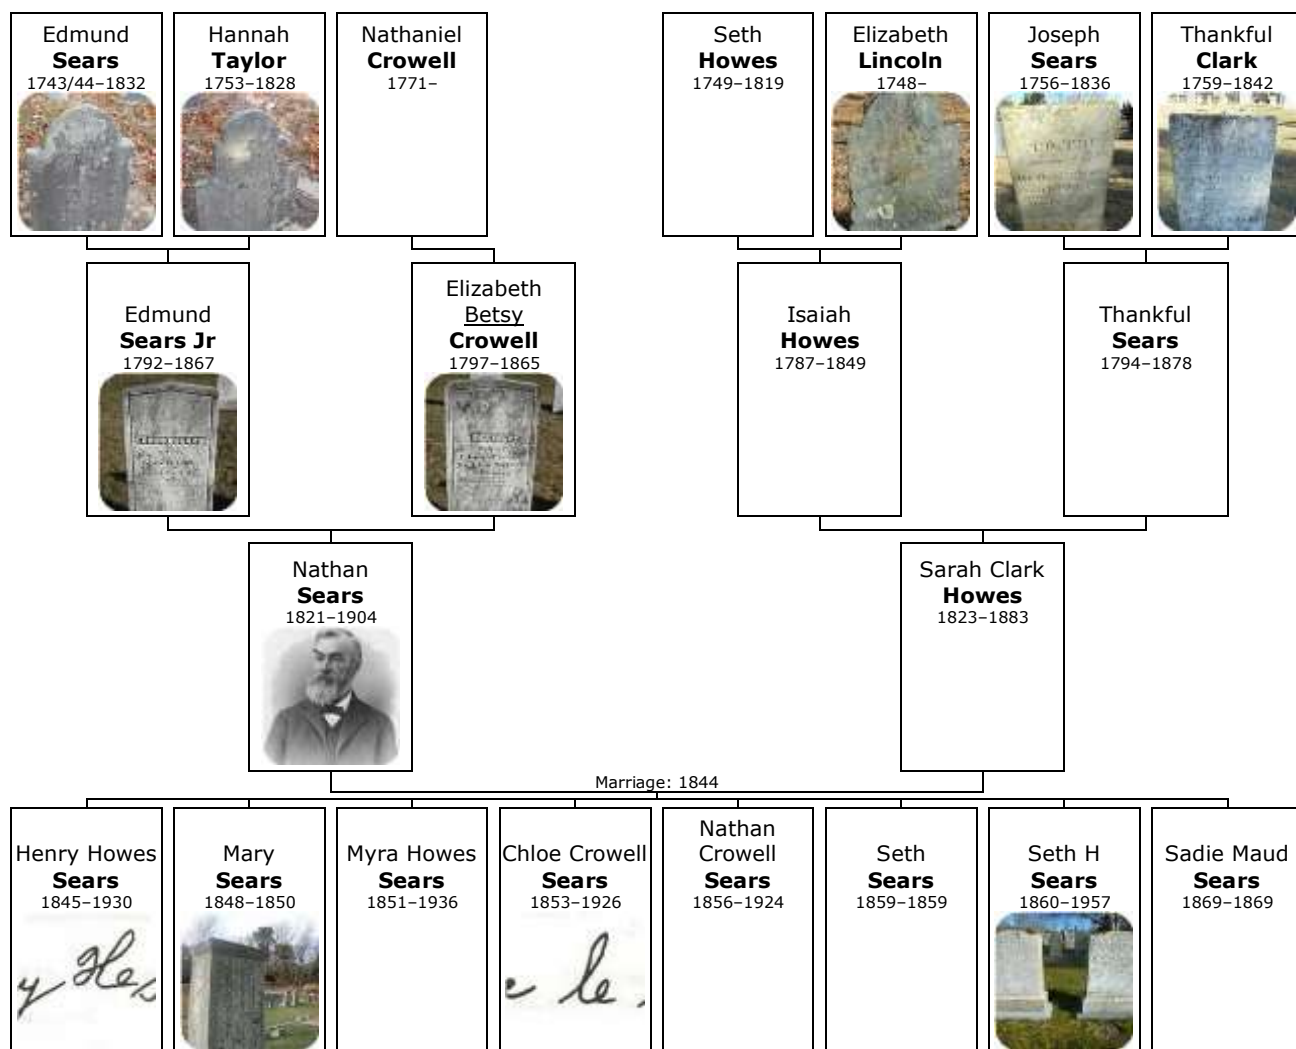 Edmund
Sears
1743/44–1832
Hannah
Taylor
1753–1828
Nathaniel
Crowell
1771–
Seth
Howes
1749–1819
Elizabeth
Lincoln
1748–
Joseph
Sears
1756–1836
Thankful
Clark
1759–1842
Edmund
Sears Jr
1792–1867
Elizabeth
Betsy
Crowell
1797–1865
Isaiah
Howes
1787–1849
Thankful
Sears
1794–1878
Nathan
Sears
1821–1904
Sarah Clark
Howes
1823–1883
Marriage: 1844
Henry Howes
Sears
1845–1930
Mary
Sears
1848–1850
Myra Howes
Sears
1851–1936
Chloe Crowell
Sears
1853–1926
Nathan
Crowell
Sears
1856–1924
Seth
Sears
1859–1859
Seth H
Sears
1860–1957
Sadie Maud
Sears
1869–1869